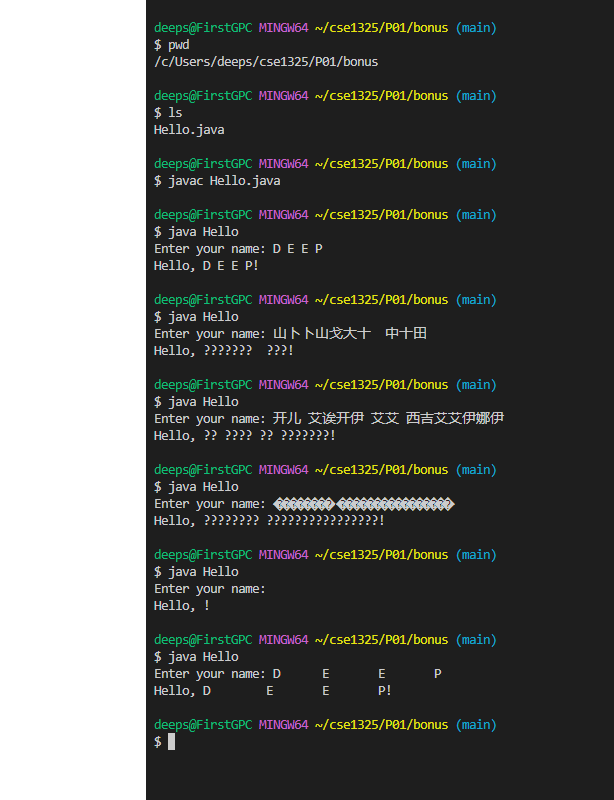 deeps@FirstGPC MINGW64 ~/cse1325/P01/bonus (main)
$ pwd
/c/Users/deeps/cse1325/P01/bonus
deeps@FirstGPC MINGW64 ~/cse1325/P01/bonus (main)
$ ls
Hello.java
deeps@FirstGPC MINGW64 ~/cse1325/P01/bonus (main)
$ javac Hello.java
deeps@FirstGPC MINGW64 ~/cse1325/P01/bonus (main)
$ java Hello
Enter your name: D E E P
Hello, D E E P!
deeps@FirstGPC MINGW64 ~/cse1325/P01/bonus (main)
$ java Hello
Enter your name: 山卜卜山戈大十  中十田
Hello, ???????  ???!
deeps@FirstGPC MINGW64 ~/cse1325/P01/bonus (main)
$ java Hello
Enter your name: 开儿 艾诶开伊 艾艾 西吉艾艾伊娜伊
Hello, ?? ???? ?? ???????!
deeps@FirstGPC MINGW64 ~/cse1325/P01/bonus (main)
$ java Hello
Enter your name: �������� ����������������
Hello, ???????? ????????????????!
deeps@FirstGPC MINGW64 ~/cse1325/P01/bonus (main)
$ java Hello
Enter your name:
Hello, !
deeps@FirstGPC MINGW64 ~/cse1325/P01/bonus (main)
$ java Hello
Enter your name: D      E       E       P
Hello, D        E       E       P!
deeps@FirstGPC MINGW64 ~/cse1325/P01/bonus (main)
$